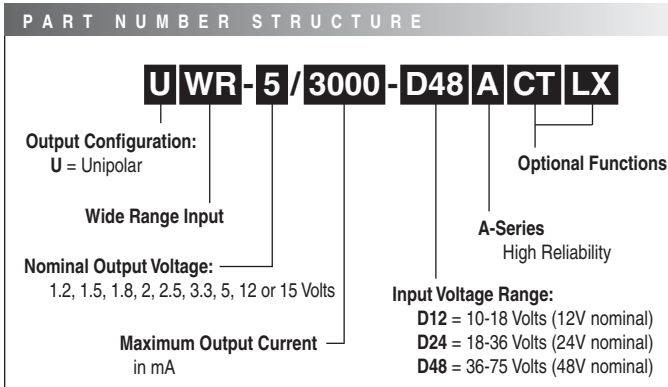 PART NUMBER STRUCTURE
U WR - 5 / 3000 - D48 A CT LX
Output Configuration:
U = Unipolar
Optional Functions
Wide Range Input
A-Series
High Reliability
Nominal Output Voltage:
1.2, 1.5, 1.8, 2, 2.5, 3.3, 5, 12 or 15 Volts
Input Voltage Range:
D12 = 10-18 Volts (12V nominal)
D24 = 18-36 Volts (24V nominal)
D48 = 36-75 Volts (48V nominal)
Maximum Output Current
in mA